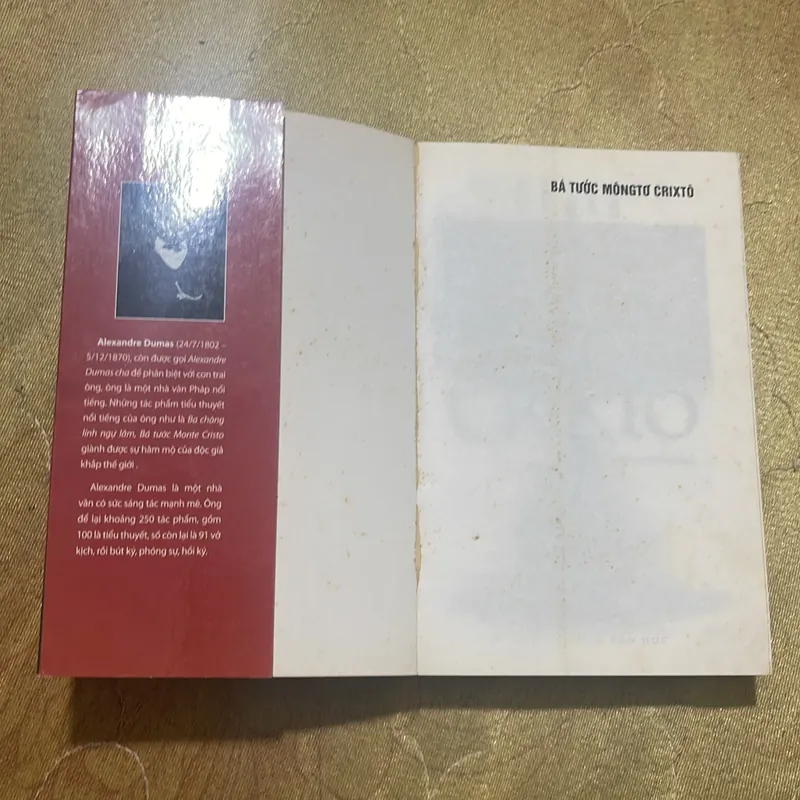 Alexandre Dumas (24/7/1802 –
5/12/1870), còn được gọi Alexandre
Dumas cha để phân biệt với con trai
ông, ông là một nhà văn Pháp nổi
tiếng. Những tác phẩm tiểu thuyết
nổi tiếng của ông như là Ba chàng
lính ngự lâm, Bá tước Monte Cristo
giành được sự hâm mộ của độc giả
khắp thế giới .
Alexandre Dumas là một nhà
văn có sức sáng tác mạnh mẽ. Ông
để lại khoảng 250 tác phẩm, gồm
100 là tiểu thuyết, số còn lại là 91 vở
kịch, rồi bút ký, phóng sự, hồi ký.
BÁ TƯỚC MÔNGTƠ CRIXTÔ